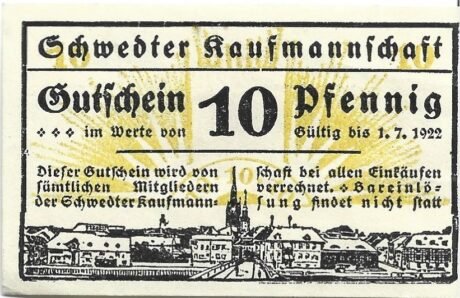 Schwedter Kaufmannschaft
Gutschein 10 Pfennig
im Werte von Gültig bis 1. 7. 1922
Dieser Gutschein wird von
sämtlichen Mitgliedern
der Schwedter Kaufmann-
schaft bei allen Einkäufen
verrechnet. Bareinlö-
sung findet nicht statt
10